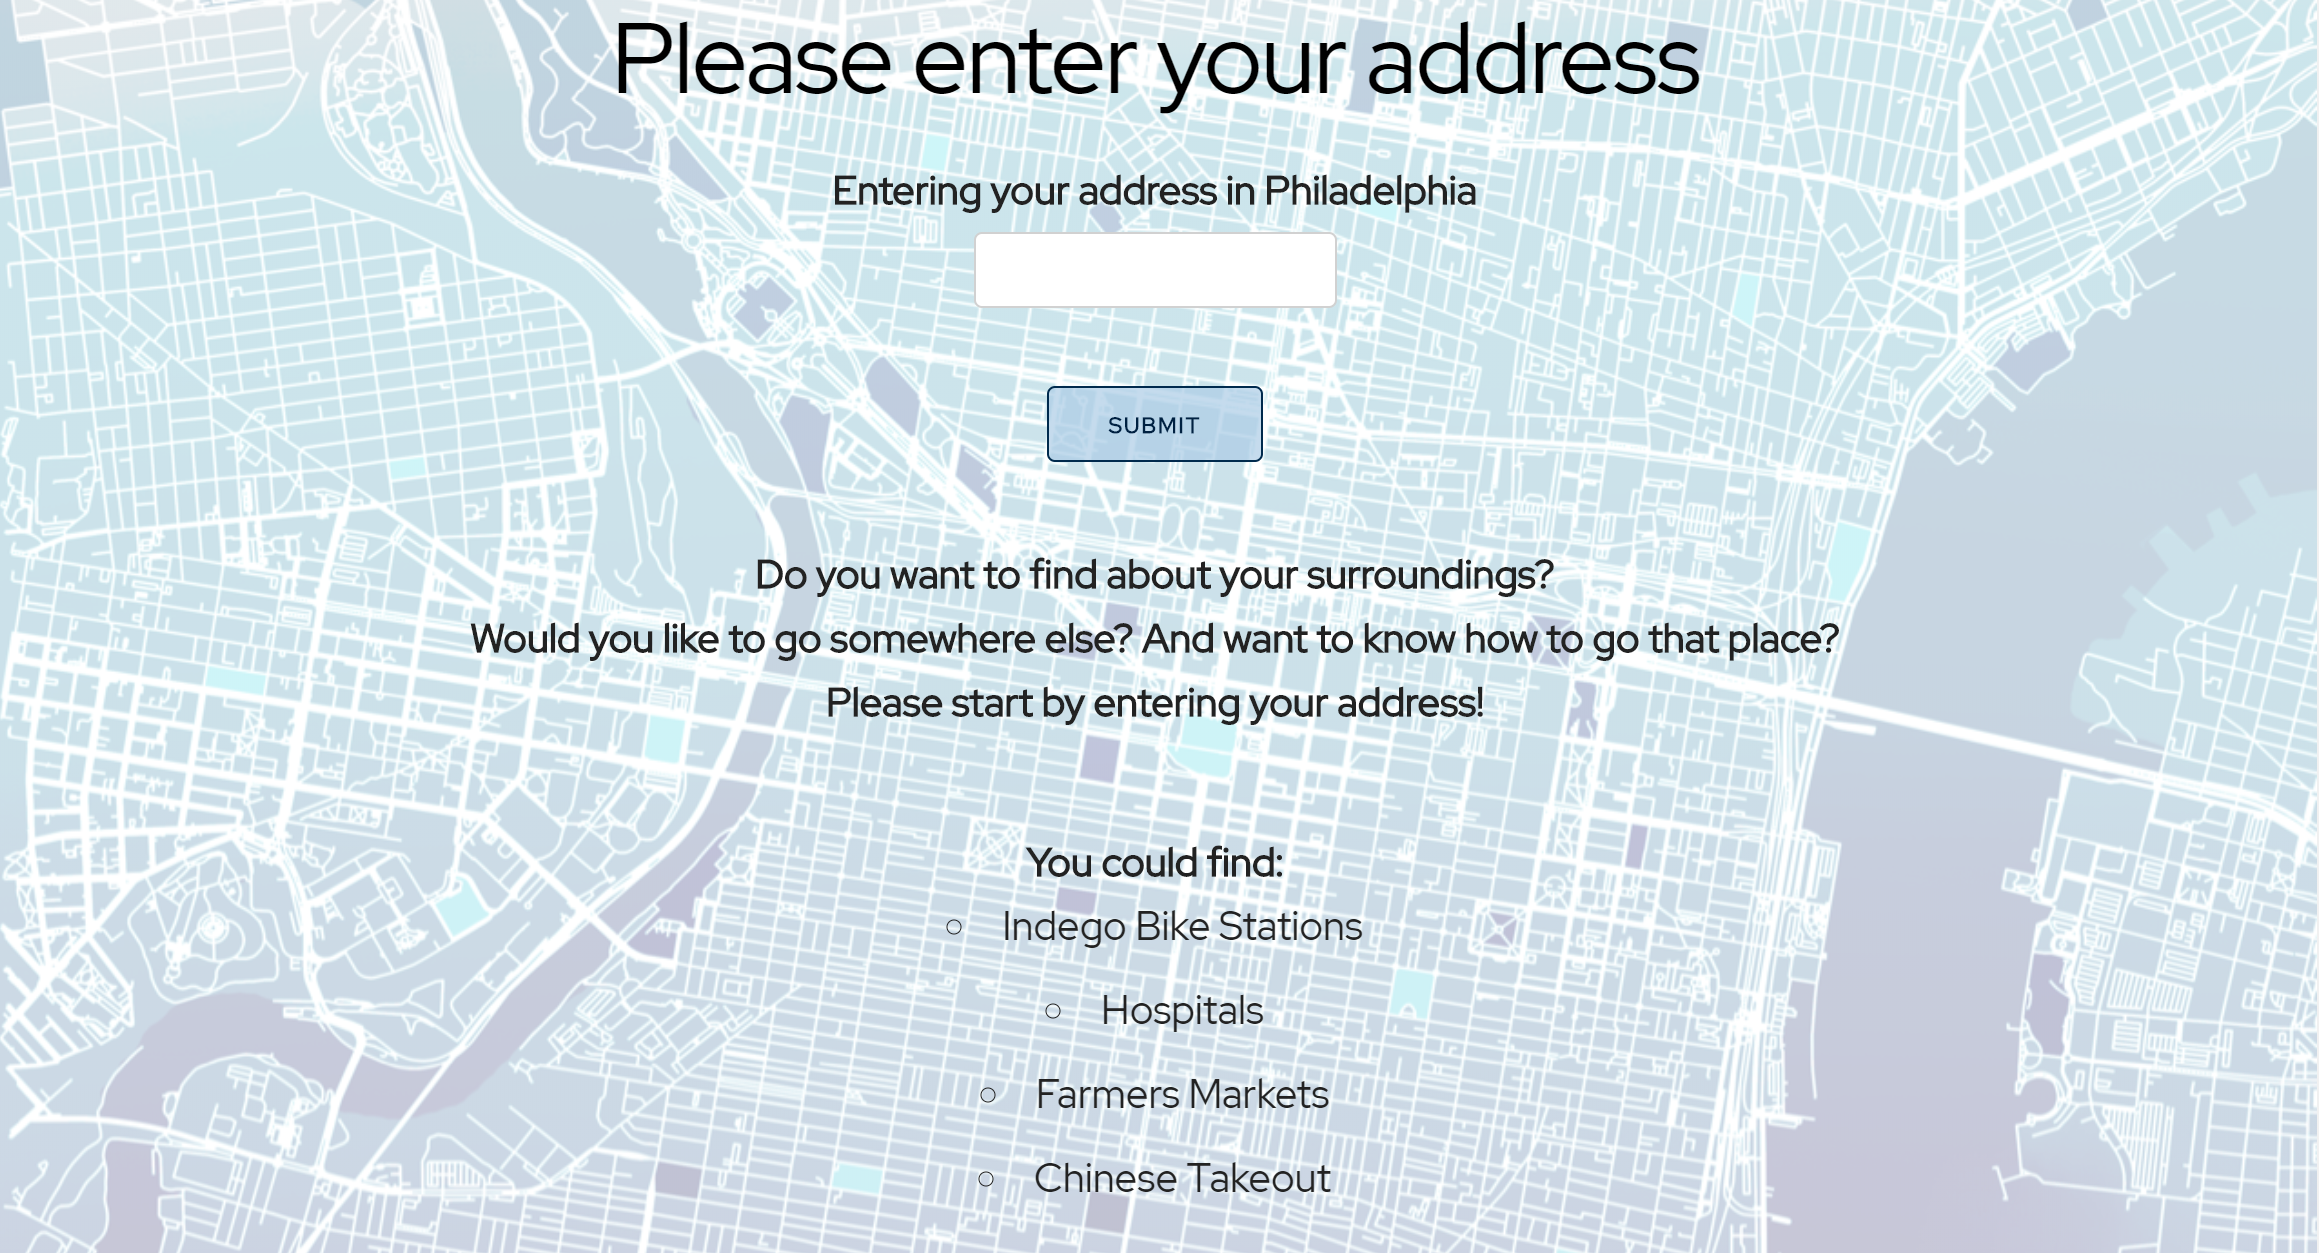 Please enter your address
Entering your address in Philadelphia
SUBMIT
Do you want to find about your surroundings?
Would you like to go somewhere else? And want to know how to go that place?
Please start by entering your address!
You could find:
Indego Bike Stations
Hospitals
Farmers Markets
Chinese Takeout